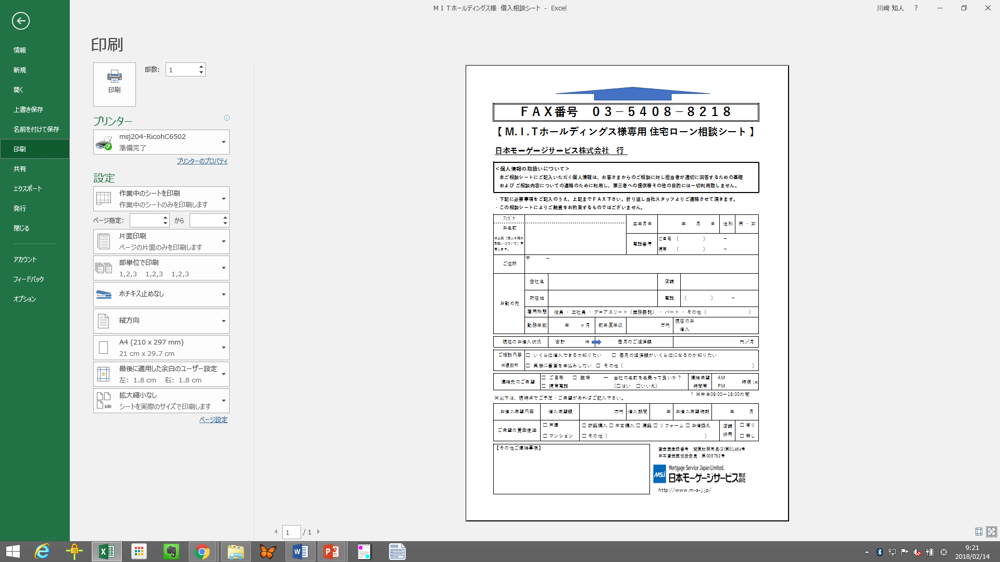 ＭＩＴホールディングス様 借入相談シート - Excel
川﨑 知人
?
情報
新規
開く
上書き保存
名前を付けて保存
印刷
共有
エクスポート
発行
閉じる
アカウント
フィードバック
オプション
印刷
印刷
部数: 1
プリンター
msj204-RicohC6502
準備完了
プリンターのプロパティ
設定
作業中のシートを印刷
作業中のシートのみを印刷します
ページ指定: から
片面印刷
ページの片面のみを印刷します
部単位で印刷
1,2,3 1,2,3 1,2,3
ホチキス止めなし
縦方向
A4 (210 x 297 mm)
21 cm x 29.7 cm
最後に適用した余白のユーザー設定
左: 1.8 cm 右: 1.8 cm
拡大縮小なし
シートを実際のサイズで印刷します
100
ページ設定
ＦＡＸ番号　０３－５４０８－８２１８
【 M.I.Tホールディングス様専用 住宅ローン相談シート 】
日本モーゲージサービス株式会社　行
＜個人情報の取扱いについて＞
本ご相談シートにご記入いただく個人情報は、お客さまからのご相談に対し担当者が適切に回答するための基礎
および ご相談内容についての連絡のために利用し、第三者への提供等その他の目的には一切利用致しません。
・下記に必要事項をご記入のうえ、上記までＦＡＸ下さい。折り返し当社スタッフよりご連絡させて頂きます。
・この相談シートによりご融資をお約束するものではございません。
ﾌﾘｶﾞﾅ
お名前
生年月日 年 月 日 性別 男 ・ 女
電話番号
ご自宅 （ ） －
携帯 （ ） －
ご住所 〒 －
お勤め先
会社名 店舗
所在地 電話 （ ） －
雇用形態 役員 ・ 正社員 ・ プロアスリート（業務委託） ・ パート ・ その他（ ）
勤務年数 年 ヶ月 前年度年収 万円 現在のお
借入
現在のお借入状況 合計 件 毎月のご返済額 円／月
ご相談内容 □ いくら位借入できるか知りたい □ 毎月の返済額がいくら位になるのか知りたい
※複数可 □ 実際に審査を申込みしたい □ その他（ ）
連絡先のご希望
□ ご自宅 □ 職場 ← 当社の名前を名乗って良いか？ 連絡希望 AM
□ 携帯電話 （□はい □いいえ） 時間帯 PM 時頃
↑ ※平日09:00ー18:00の間
※以下は、現時点でご予定・ご希望があればご記入下さい。
お借入希望内容 借入希望額 万円 借入期間 年 お借入希望時期 年 月
ご希望の資金使途
□ 戸建 □ 新築購入 □ 中古購入 □ 建築 □ リフォーム □ お借換え 店舗 □ 有り
□ マンション □ その他（ ） 併用 □ 無し
【その他ご連絡事項】
貸金業登録番号 関東財務局長(3)第01464号
日本貸金業協会会員 第005752号
msj
Mortgage Service Japan Limited.
日本モーゲージサービス株式会社
http://www.m-s-j.jp/
1 / 1
9:21
2018/02/14